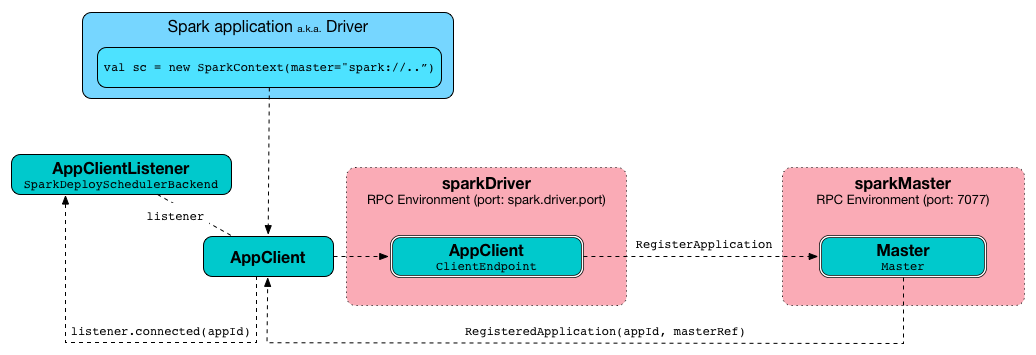 Spark application a.k.a. Driver
val sc = new SparkContext(master="spark://..”)
AppClientListener
SparkDeploySchedulerBackend
listener
AppClient
sparkDriver
RPC Environment (port: spark.driver.port)
AppClient
ClientEndpoint
RegisterApplication
sparkMaster
RPC Environment (port: 7077)
Master
Master
listener.connected(appId)
RegisteredApplication(appId, masterRef)